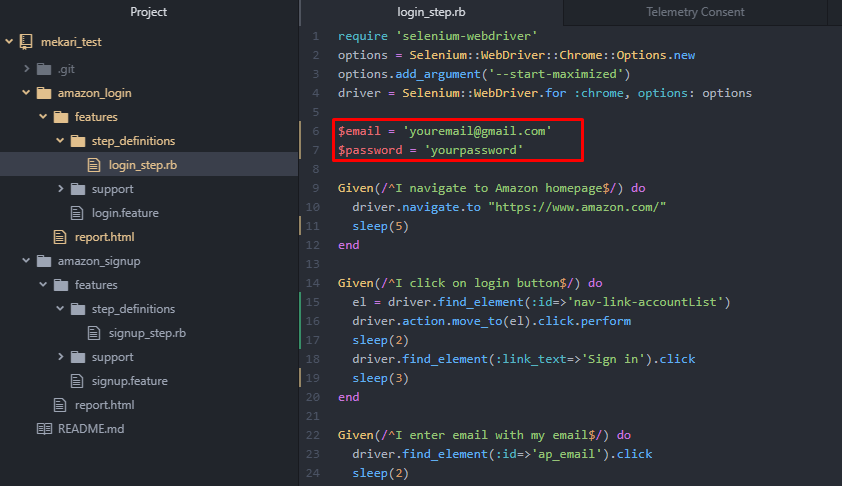 Project
mekari_test
.git
amazon_login
features
step_definitions
login_step.rb
support
login.feature
report.html
amazon_signup
features
step_definitions
signup_step.rb
support
signup.feature
report.html
README.md
login_step.rb
Telemetry Consent
1 require 'selenium-webdriver'
2 options = Selenium::WebDriver::Chrome::Options.new
3 options.add_argument('--start-maximized')
4 driver = Selenium::WebDriver.for :chrome, options: options
5
6 $email = 'youremail@gmail.com'
7 $password = 'yourpassword'
8
9 Given(/^I navigate to Amazon homepage$/) do
10 driver.navigate.to "https://www.amazon.com/"
11 sleep(5)
12 end
13
14 Given(/^I click on login button$/) do
15 el = driver.find_element(:id=>'nav-link-accountList')
16 driver.action.move_to(el).click.perform
17 sleep(2)
18 driver.find_element(:link_text=>'Sign in').click
19 sleep(3)
20 end
21
22 Given(/^I enter email with my email$/) do
23 driver.find_element(:id=>'ap_email').click
24 sleep(2)